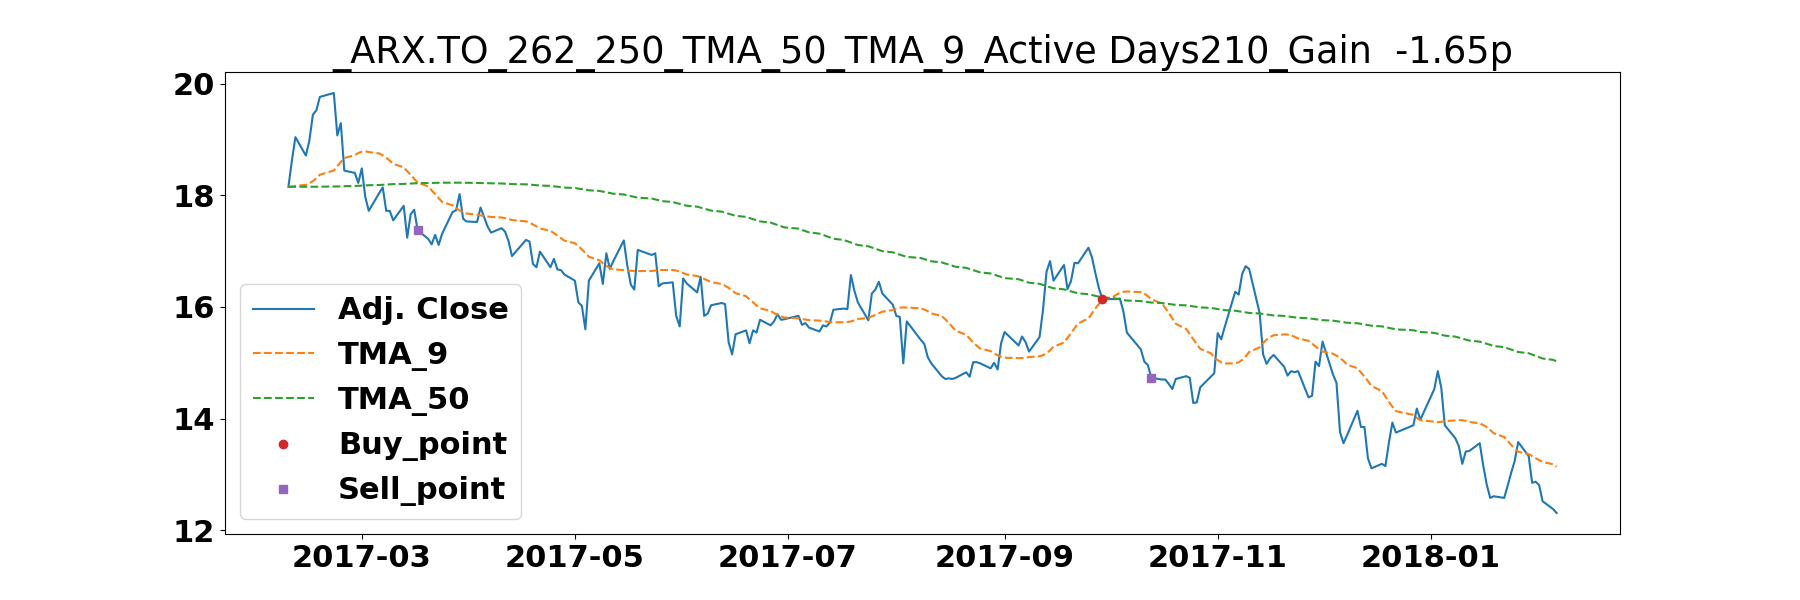 _ARX.TO_262_250_TMA_50_TMA_9_Active Days210_Gain  -1.65p
20
18
16
14
12
Adj. Close
TMA_9
TMA_50
Buy_point
Sell_point
2017-03 2017-05 2017-07 2017-09 2017-11 2018-01